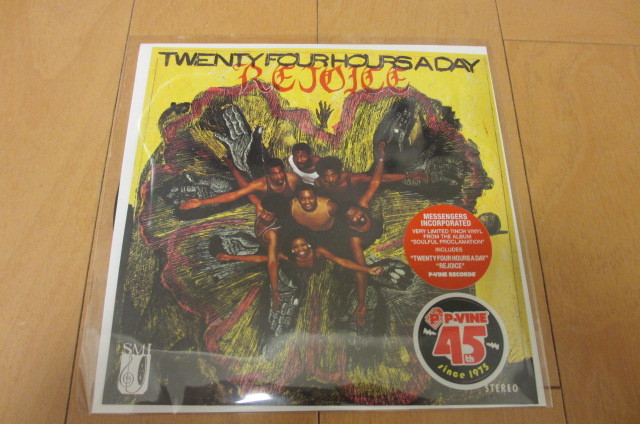 TWENTY FOUR HOURS A DAY
REJOICE
MESSENGERS
INCORPORATED
VERY LIMITED 7INCH VINYL
FROM THE ALBUM
"SOULFUL PROCLAMATION"
INCLUDES
"TWENTY FOUR HOURS A DAY"
"REJOICE"
P-VINE RECORDS
P P-VINE
45th
since 1975
SMI
STEREO